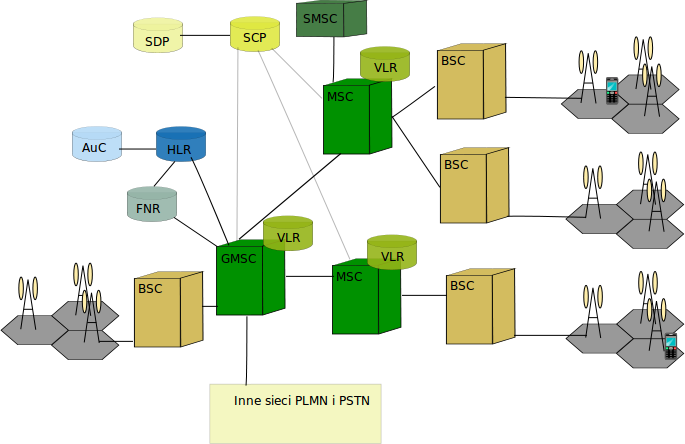 SMSC
SDP
SCP
VLR
BSC
MSC
AuC
HLR
BSC
FNR
VLR
GMSC
VLR
MSC
BSC
BSC
Inne sieci PLMN i PSTN